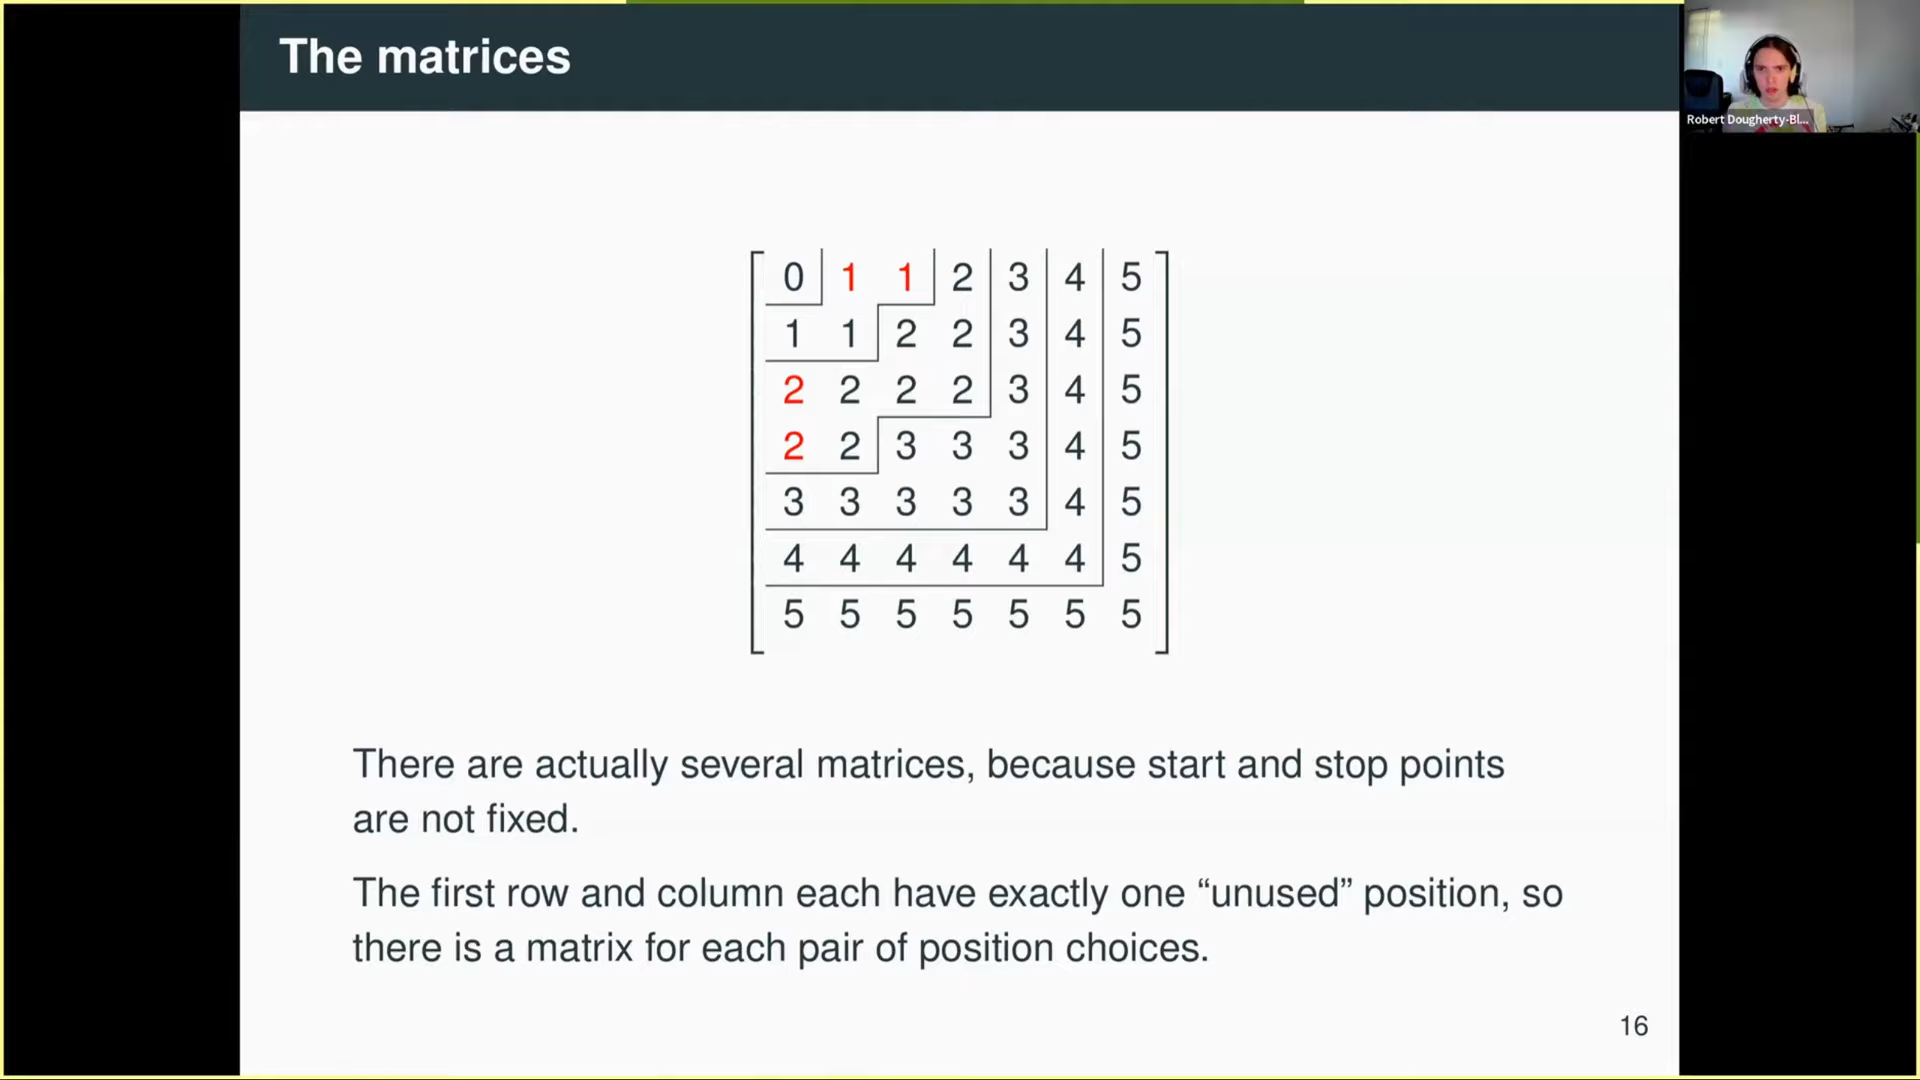 The matrices
Robert Dougherty-Bl...
0 1 1 2 3 4 5
1 1 2 2 3 4 5
2 2 2 2 3 4 5
2 2 3 3 3 4 5
3 3 3 3 3 4 5
4 4 4 4 4 4 5
5 5 5 5 5 5 5
There are actually several matrices, because start and stop points
are not fixed.
The first row and column each have exactly one “unused” position, so
there is a matrix for each pair of position choices.
16